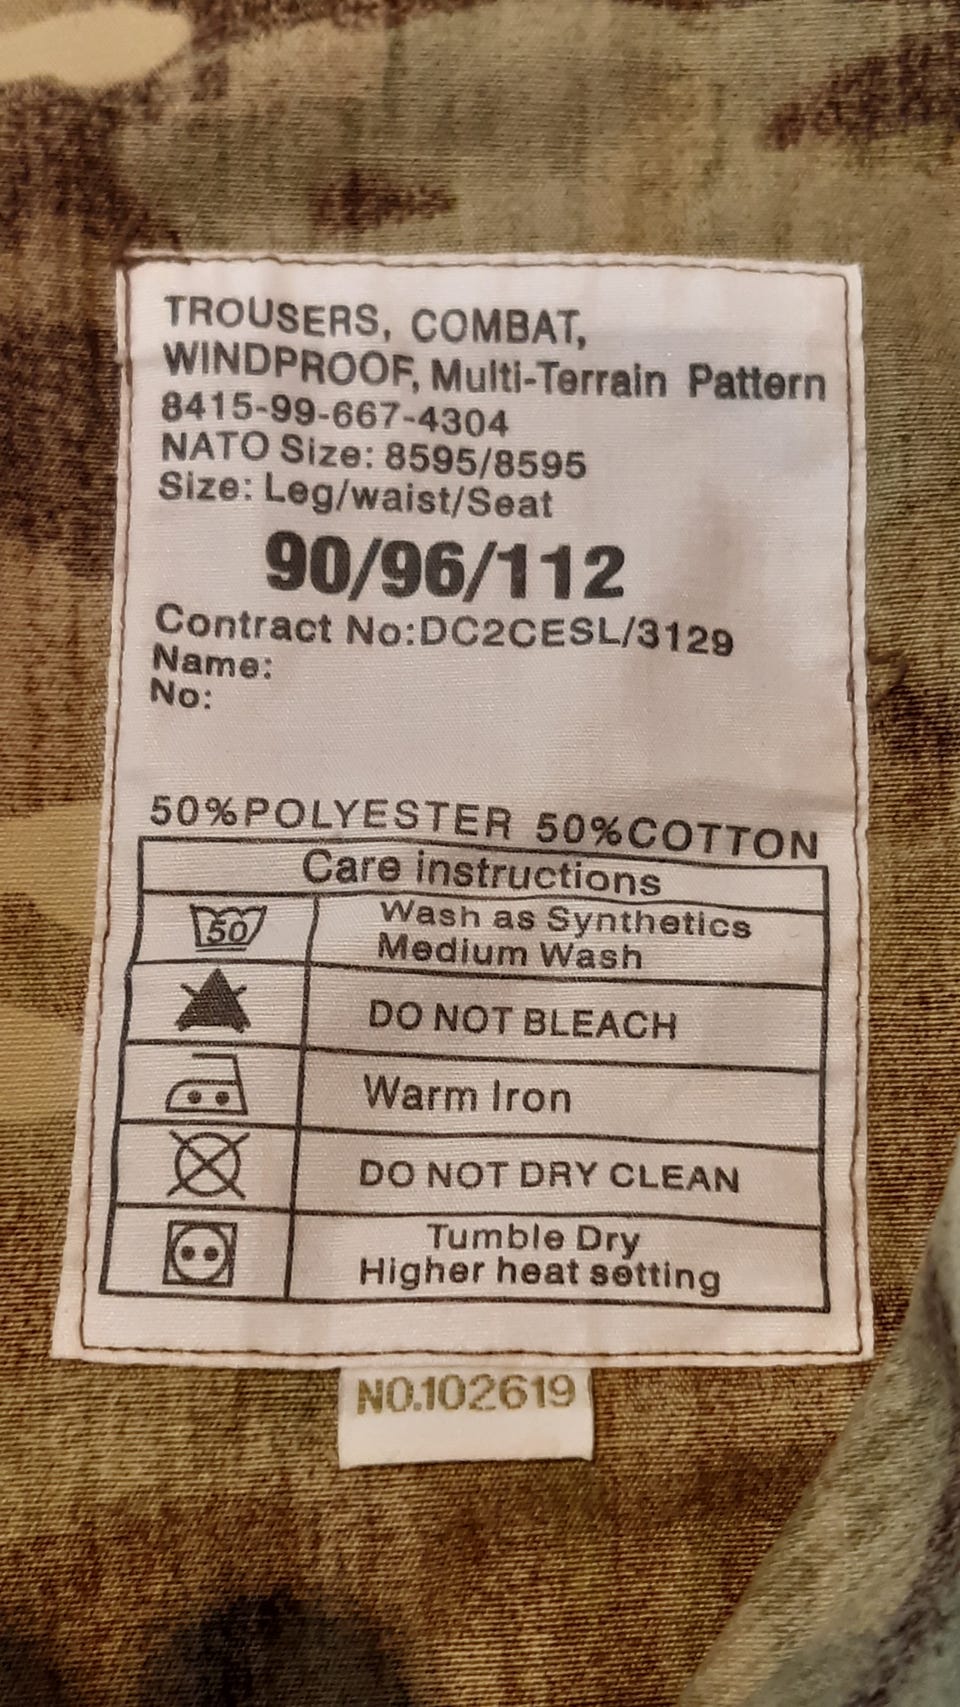 TROUSERS, COMBAT,
WINDPROOF, Multi-Terrain Pattern
8415-99-667-4304
NATO Size: 8595/8595
Size: Leg/waist/Seat
90/96/112
Contract No:DC2CESL/3129
Name:
No:
50%POLYESTER 50%COTTON
Care instructions
50
Wash as Synthetics
Medium Wash
DO NOT BLEACH
Warm Iron
DO NOT DRY CLEAN
Tumble Dry
Higher heat setting
NO.102619